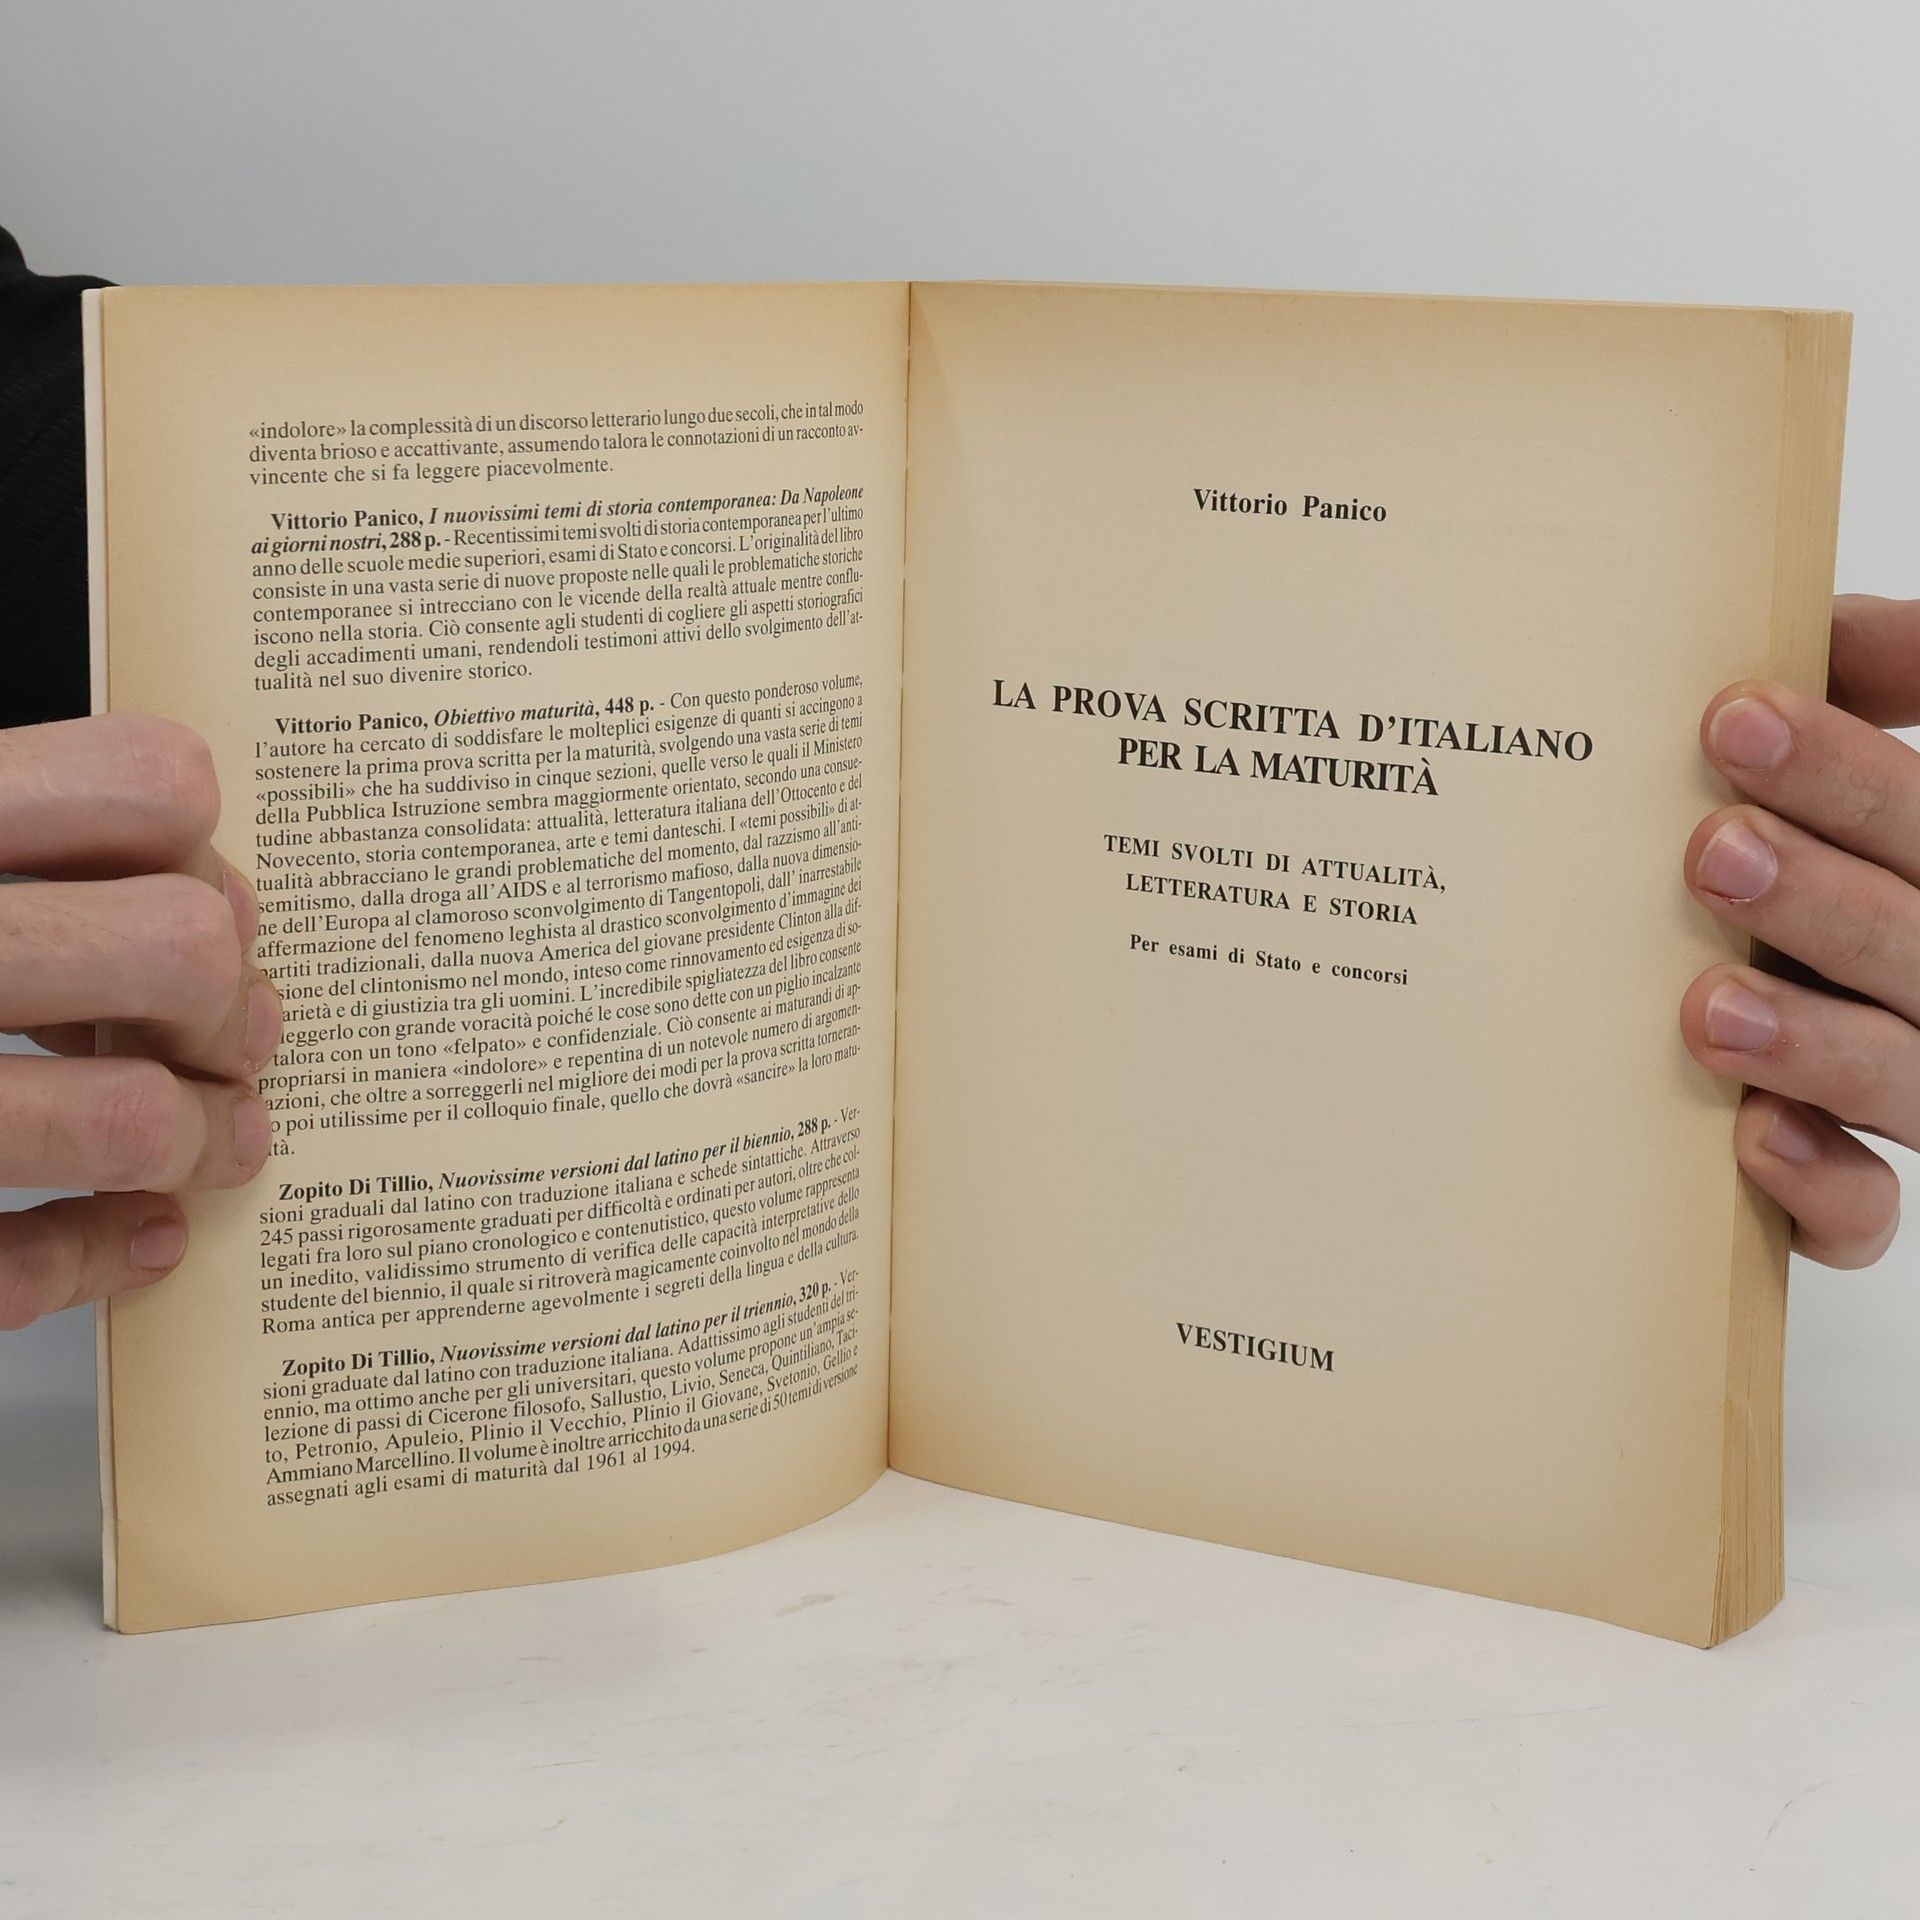 «indolore» la complessità di un discorso letterario lungo due secoli, che in tal modo
diventa brioso e accattivante, assumendo talora le connotazioni di un racconto av-
vincente che si fa leggere piacevolmente.
Vittorio Panico, I nuovissimi temi di storia contemporanea: Da Napoleone
ai giorni nostri, 288 p. - Recentissimi temi svolti di storia contemporanea per l'ultimo
anno delle scuole medie superiori, esami di Stato e concorsi. L'originalità del libro
consiste in una vasta serie di nuove proposte nelle quali le problematiche storiche
contemporanee si intrecciano con le vicende della realtà attuale mentre conflu-
iscono nella storia. Ciò consente agli studenti di cogliere gli aspetti storiografici
degli accadimenti umani, rendendoli testimoni attivi dello svolgimento dell'at-
tualità nel suo divenire storico.
Vittorio Panico, Obiettivo maturità, 448 p. - Con questo ponderoso volume,
l'autore ha cercato di soddisfare le molteplici esigenze di quanti si accingono a
sostenere la prima prova scritta per la maturità, svolgendo una vasta serie di temi
«possibili» che ha suddiviso in cinque sezioni, quelle verso le quali il Ministero
della Pubblica Istruzione sembra maggiormente orientato, secondo una consue-
tudine abbastanza consolidata: attualità, letteratura italiana dell'Ottocento e del
Novecento, storia contemporanea, arte e temi danteschi. I «temi possibili» di at-
tualità abbracciano le grandi problematiche del momento, dal razzismo all'anti-
semitismo, dalla droga all'AIDS e al terrorismo mafioso, dalla nuova dimensio-
ne dell'Europa al clamoroso sconvolgimento di Tangentopoli, dall' inarrestabile
affermazione del fenomeno leghista al drastico sconvolgimento d'immagine dei
partiti tradizionali, dalla nuova America del giovane presidente Clinton alla dif-
sione del clintonismo nel mondo, inteso come rinnovamento ed esigenza di so-
arietà e di giustizia tra gli uomini. L'incredibile spigliatezza del libro consente
leggerlo con grande voracità poiché le cose sono dette con un piglio incalzante
talora con un tono «felpato» e confidenziale. Ciò consente ai maturandi di ap-
propriarsi in maniera «indolore» e repentina di un notevole numero di argomen-
azioni, che oltre a sorreggerli nel migliore dei modi per la prova scritta torneran-
o poi utilissime per il colloquio finale, quello che dovrà «sancire» la loro matu-
ità.
Zopito Di Tillio, Nuovissime versioni dal latino per il biennio, 288 p. - Ver-
sioni graduali dal latino con traduzione italiana e schede sintattiche. Attraverso
245 passi rigorosamente graduati per difficoltà e ordinati per autori, oltre che col-
legati fra loro sul piano cronologico e contenutistico, questo volume rappresenta
un inedito, validissimo strumento di verifica delle capacità interpretative dello
studente del biennio, il quale si ritroverà magicamente coinvolto nel mondo della
Roma antica per apprenderne agevolmente i segreti della lingua e della cultura.
Zopito Di Tillio, Nuovissime versioni dal latino per il triennio, 320 p. - Ver-
sioni graduate dal latino con traduzione italiana. Adattissimo agli studenti del tri-
ennio, ma ottimo anche per gli universitari, questo volume propone un'ampia se-
lezione di passi di Cicerone filosofo, Sallustio, Livio, Seneca, Quintiliano, Taci-
to, Petronio, Apuleio, Plinio il Vecchio, Plinio il Giovane, Svetonio, Gellio e
Ammiano Marcellino. Il volume è inoltre arricchito da una serie di 50 temi di versione
assegnati agli esami di maturità dal 1961 al 1994.
Vittorio Panico
LA PROVA SCRITTA D'ITALIANO
PER LA MATURITÀ
TEMI SVOLTI DI ATTUALITÀ,
LETTERATURA E STORIA
Per esami di Stato e concorsi
VESTIGIUM